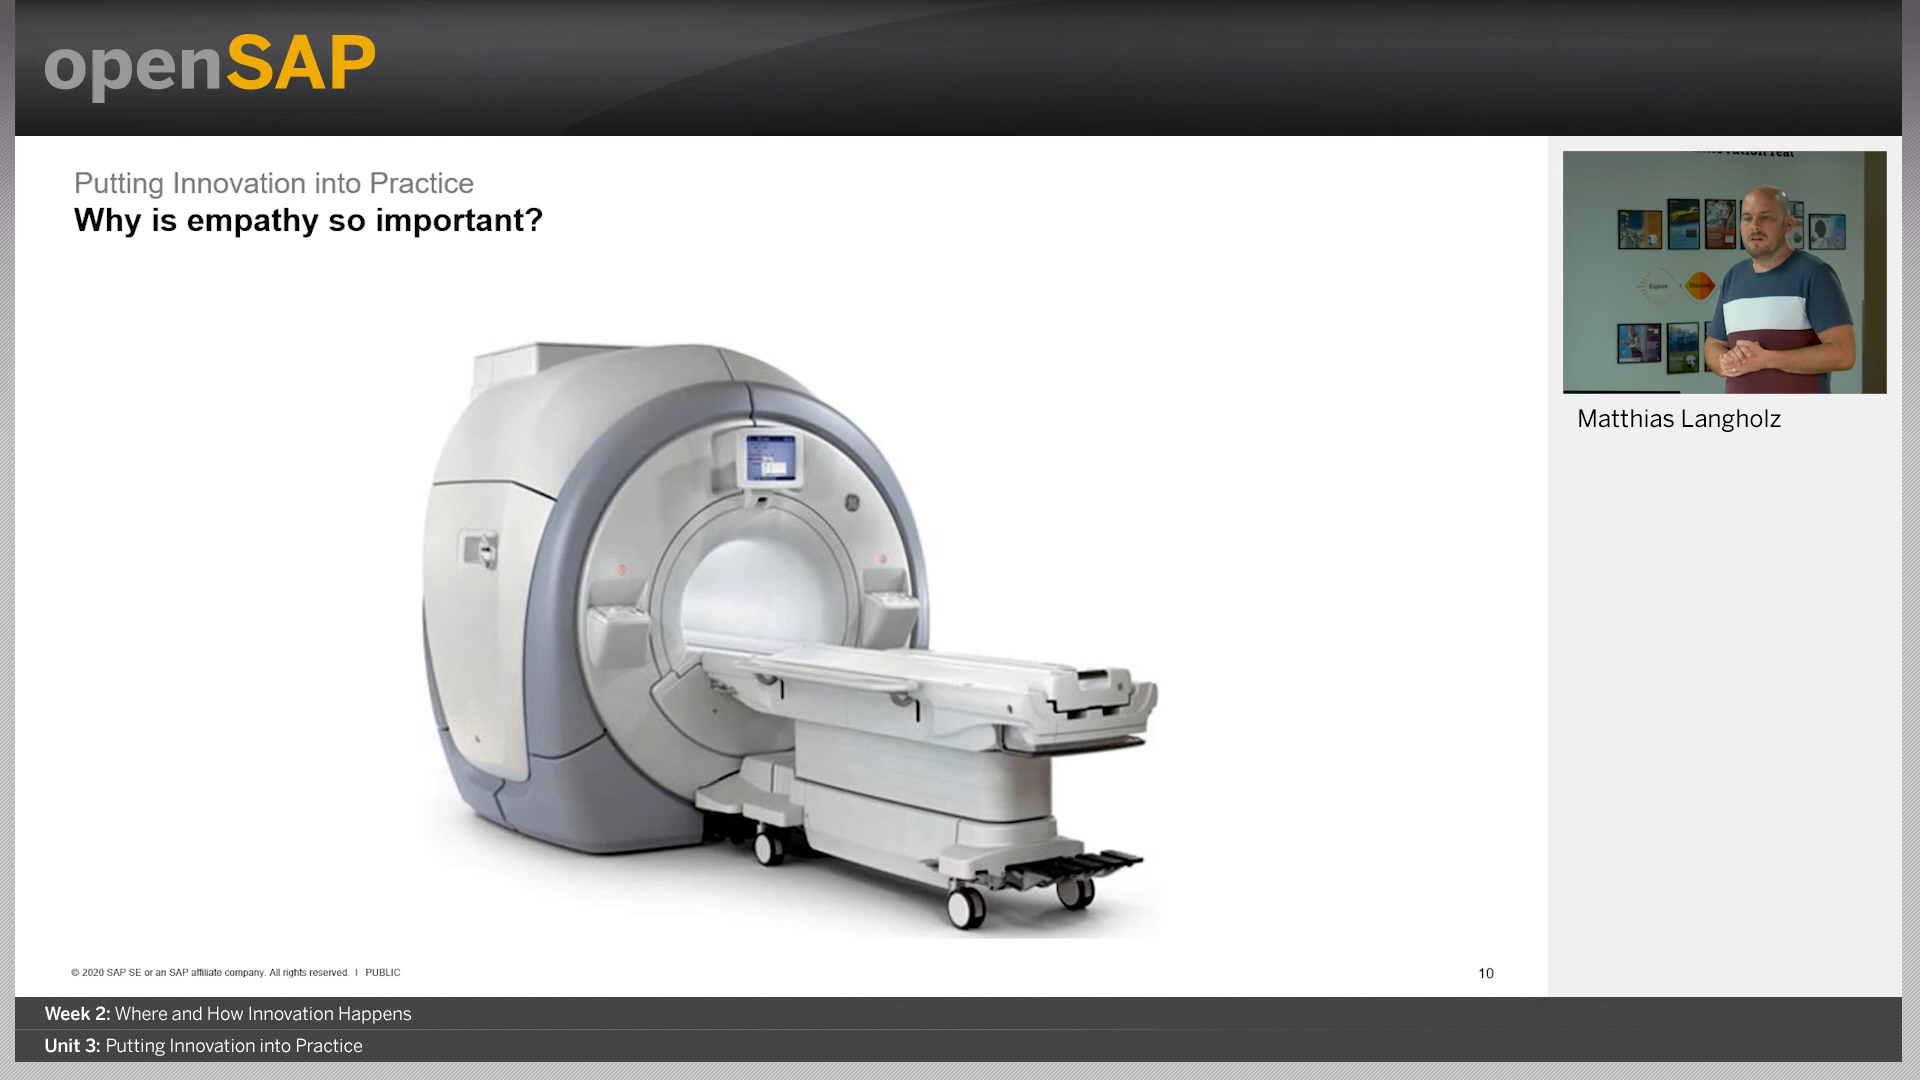 openSAP
Putting Innovation into Practice
Why is empathy so important?
Explore
Matthias Langholz
© 2020 SAP SE or an SAP affiliate company. All rights reserved. | PUBLIC
10
Week 2: Where and How Innovation Happens
Unit 3: Putting Innovation into Practice